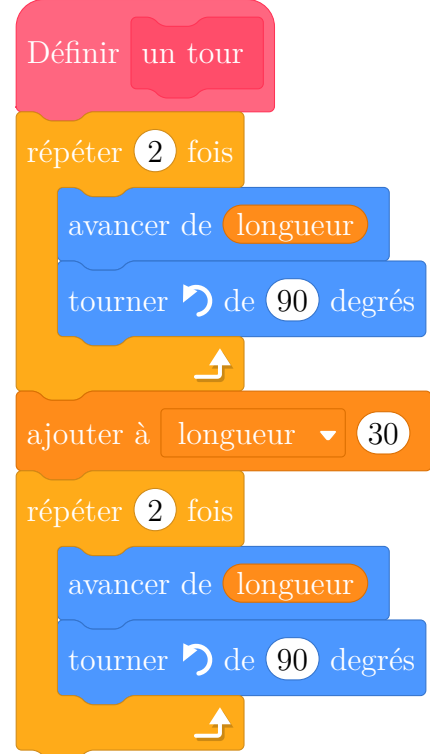 Définir un tour
répéter 2 fois
avancer de longueur
tourner de 90 degrés
ajouter à longueur 30
répéter 2 fois
avancer de longueur
tourner de 90 degrés